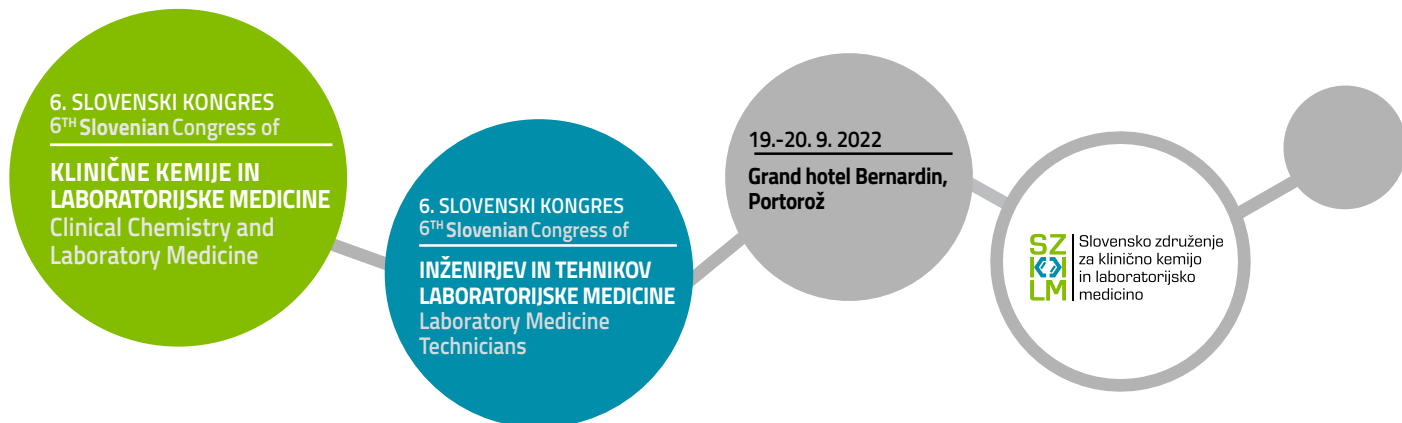 6. SLOVENSKI KONGRES
6TH Slovenian Congress of
KLINIČNE KEMIJE IN
LABORATORIJSKE MEDICINE
Clinical Chemistry and
Laboratory Medicine
6. SLOVENSKI KONGRES
6TH Slovenian Congress of
INŽENIRJEV IN TEHNIKOV
LABORATORIJSKE MEDICINE
Laboratory Medicine
Technicians
19.-20. 9. 2022
Grand hotel Bernardin,
Portorož
SZ
K K
LM
Slovensko združenje
za klinično kemijo
in laboratorijsko
medicino